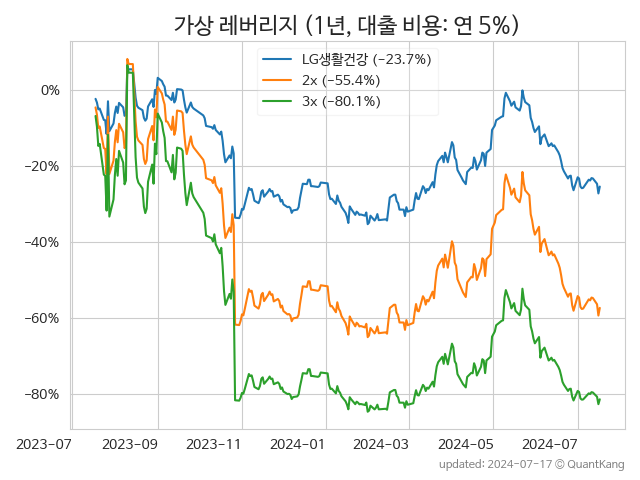 가상 레버리지 (1년, 대출 비용: 연 5%)
LG생활건강 (−23.7%)
2x (−55.4%)
3x (−80.1%)
0%
−20%
−40%
−60%
−80%
2023-07 2023-09 2023-11 2024-01 2024-03 2024-05 2024-07
updated: 2024-07-17 © QuantKang